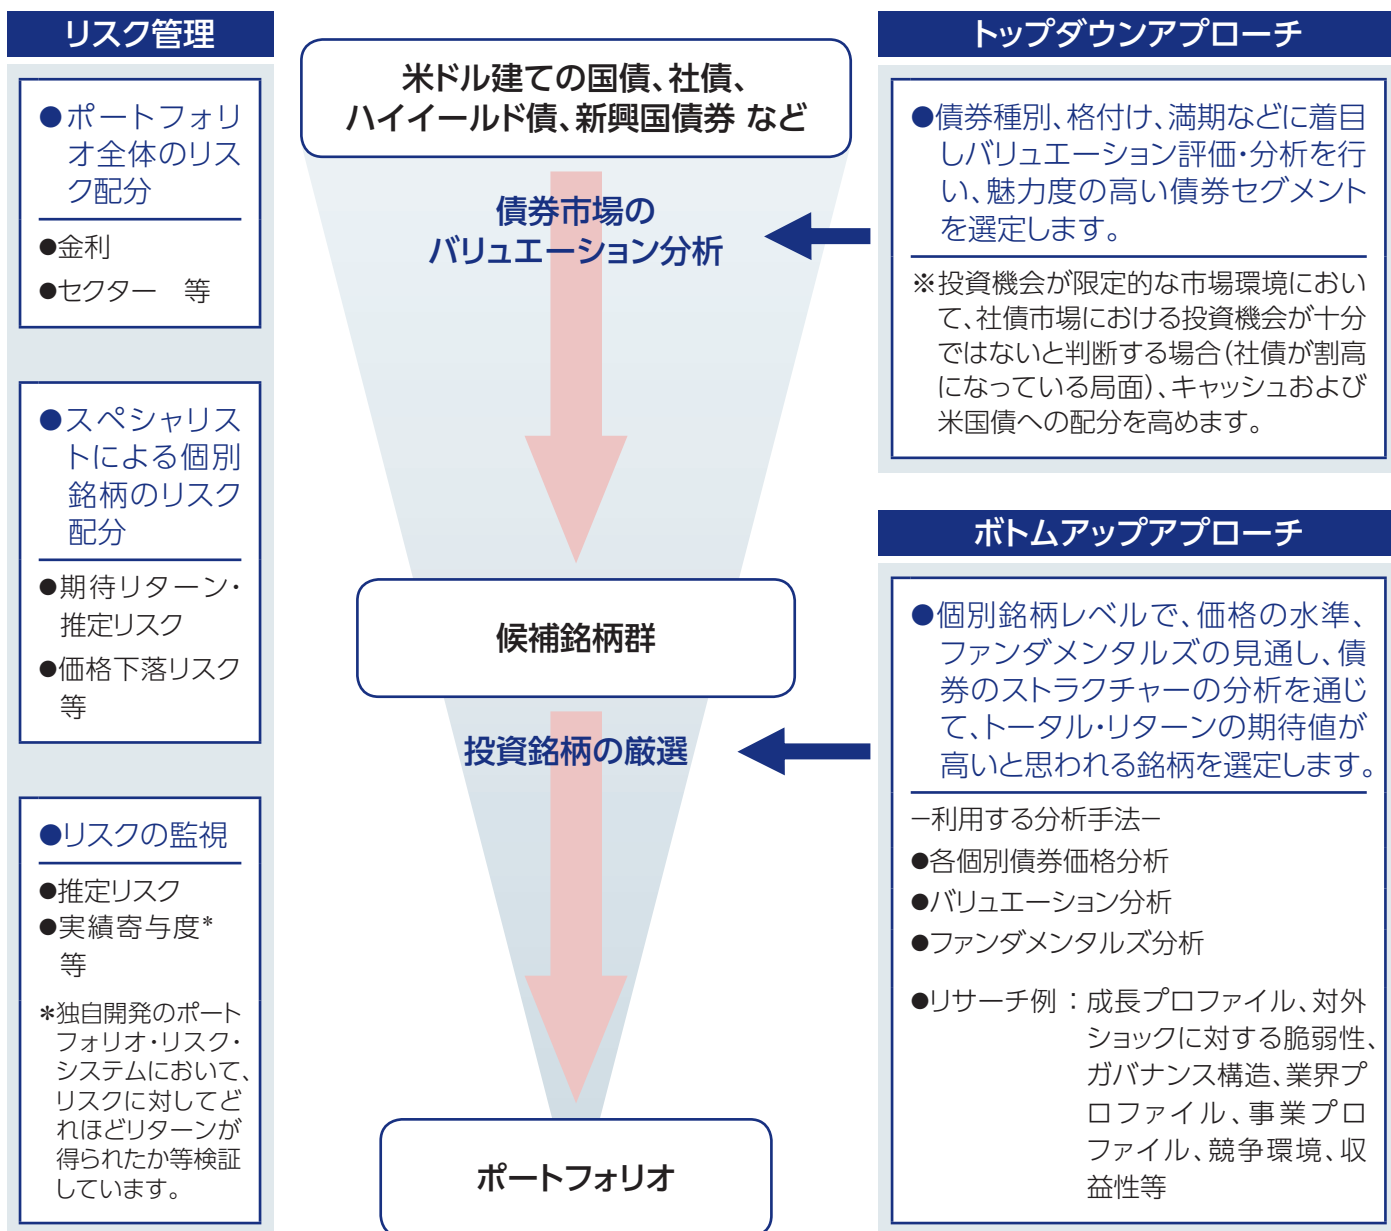 リスク管理
●ポートフォリ
オ全体のリス
ク配分
●金利
●セクター　等
●スペシャリス
トによる個別
銘柄のリスク
配分
●期待リターン・
推定リスク
●価格下落リスク
等
●リスクの監視
●推定リスク
●実績寄与度*
等
*独自開発のポート
フォリオ・リスク・
システムにおいて、
リスクに対してど
れほどリターンが
得られたか等検証
しています。
米ドル建ての国債、社債、
ハイイールド債、新興国債券 など
債券市場の
バリュエーション分析
候補銘柄群
投資銘柄の厳選
ポートフォリオ
トップダウンアプローチ
●債券種別、格付け、満期などに着目
しバリュエーション評価・分析を行
い、魅力度の高い債券セグメント
を選定します。
※投資機会が限定的な市場環境におい
て、社債市場における投資機会が十分
ではないと判断する場合(社債が割高
になっている局面)、キャッシュおよび
米国債への配分を高めます。
ボトムアップアプローチ
●個別銘柄レベルで、価格の水準、
ファンダメンタルズの見通し、債
券のストラクチャーの分析を通じ
て、トータル・リターンの期待値が
高いと思われる銘柄を選定します。
−利用する分析手法−
●各個別債券価格分析
●バリュエーション分析
●ファンダメンタルズ分析
●リサーチ例：成長プロファイル、対外
ショックに対する脆弱性、
ガバナンス構造、業界プ
ロファイル、事業プロ
ファイル、競争環境、収
益性等